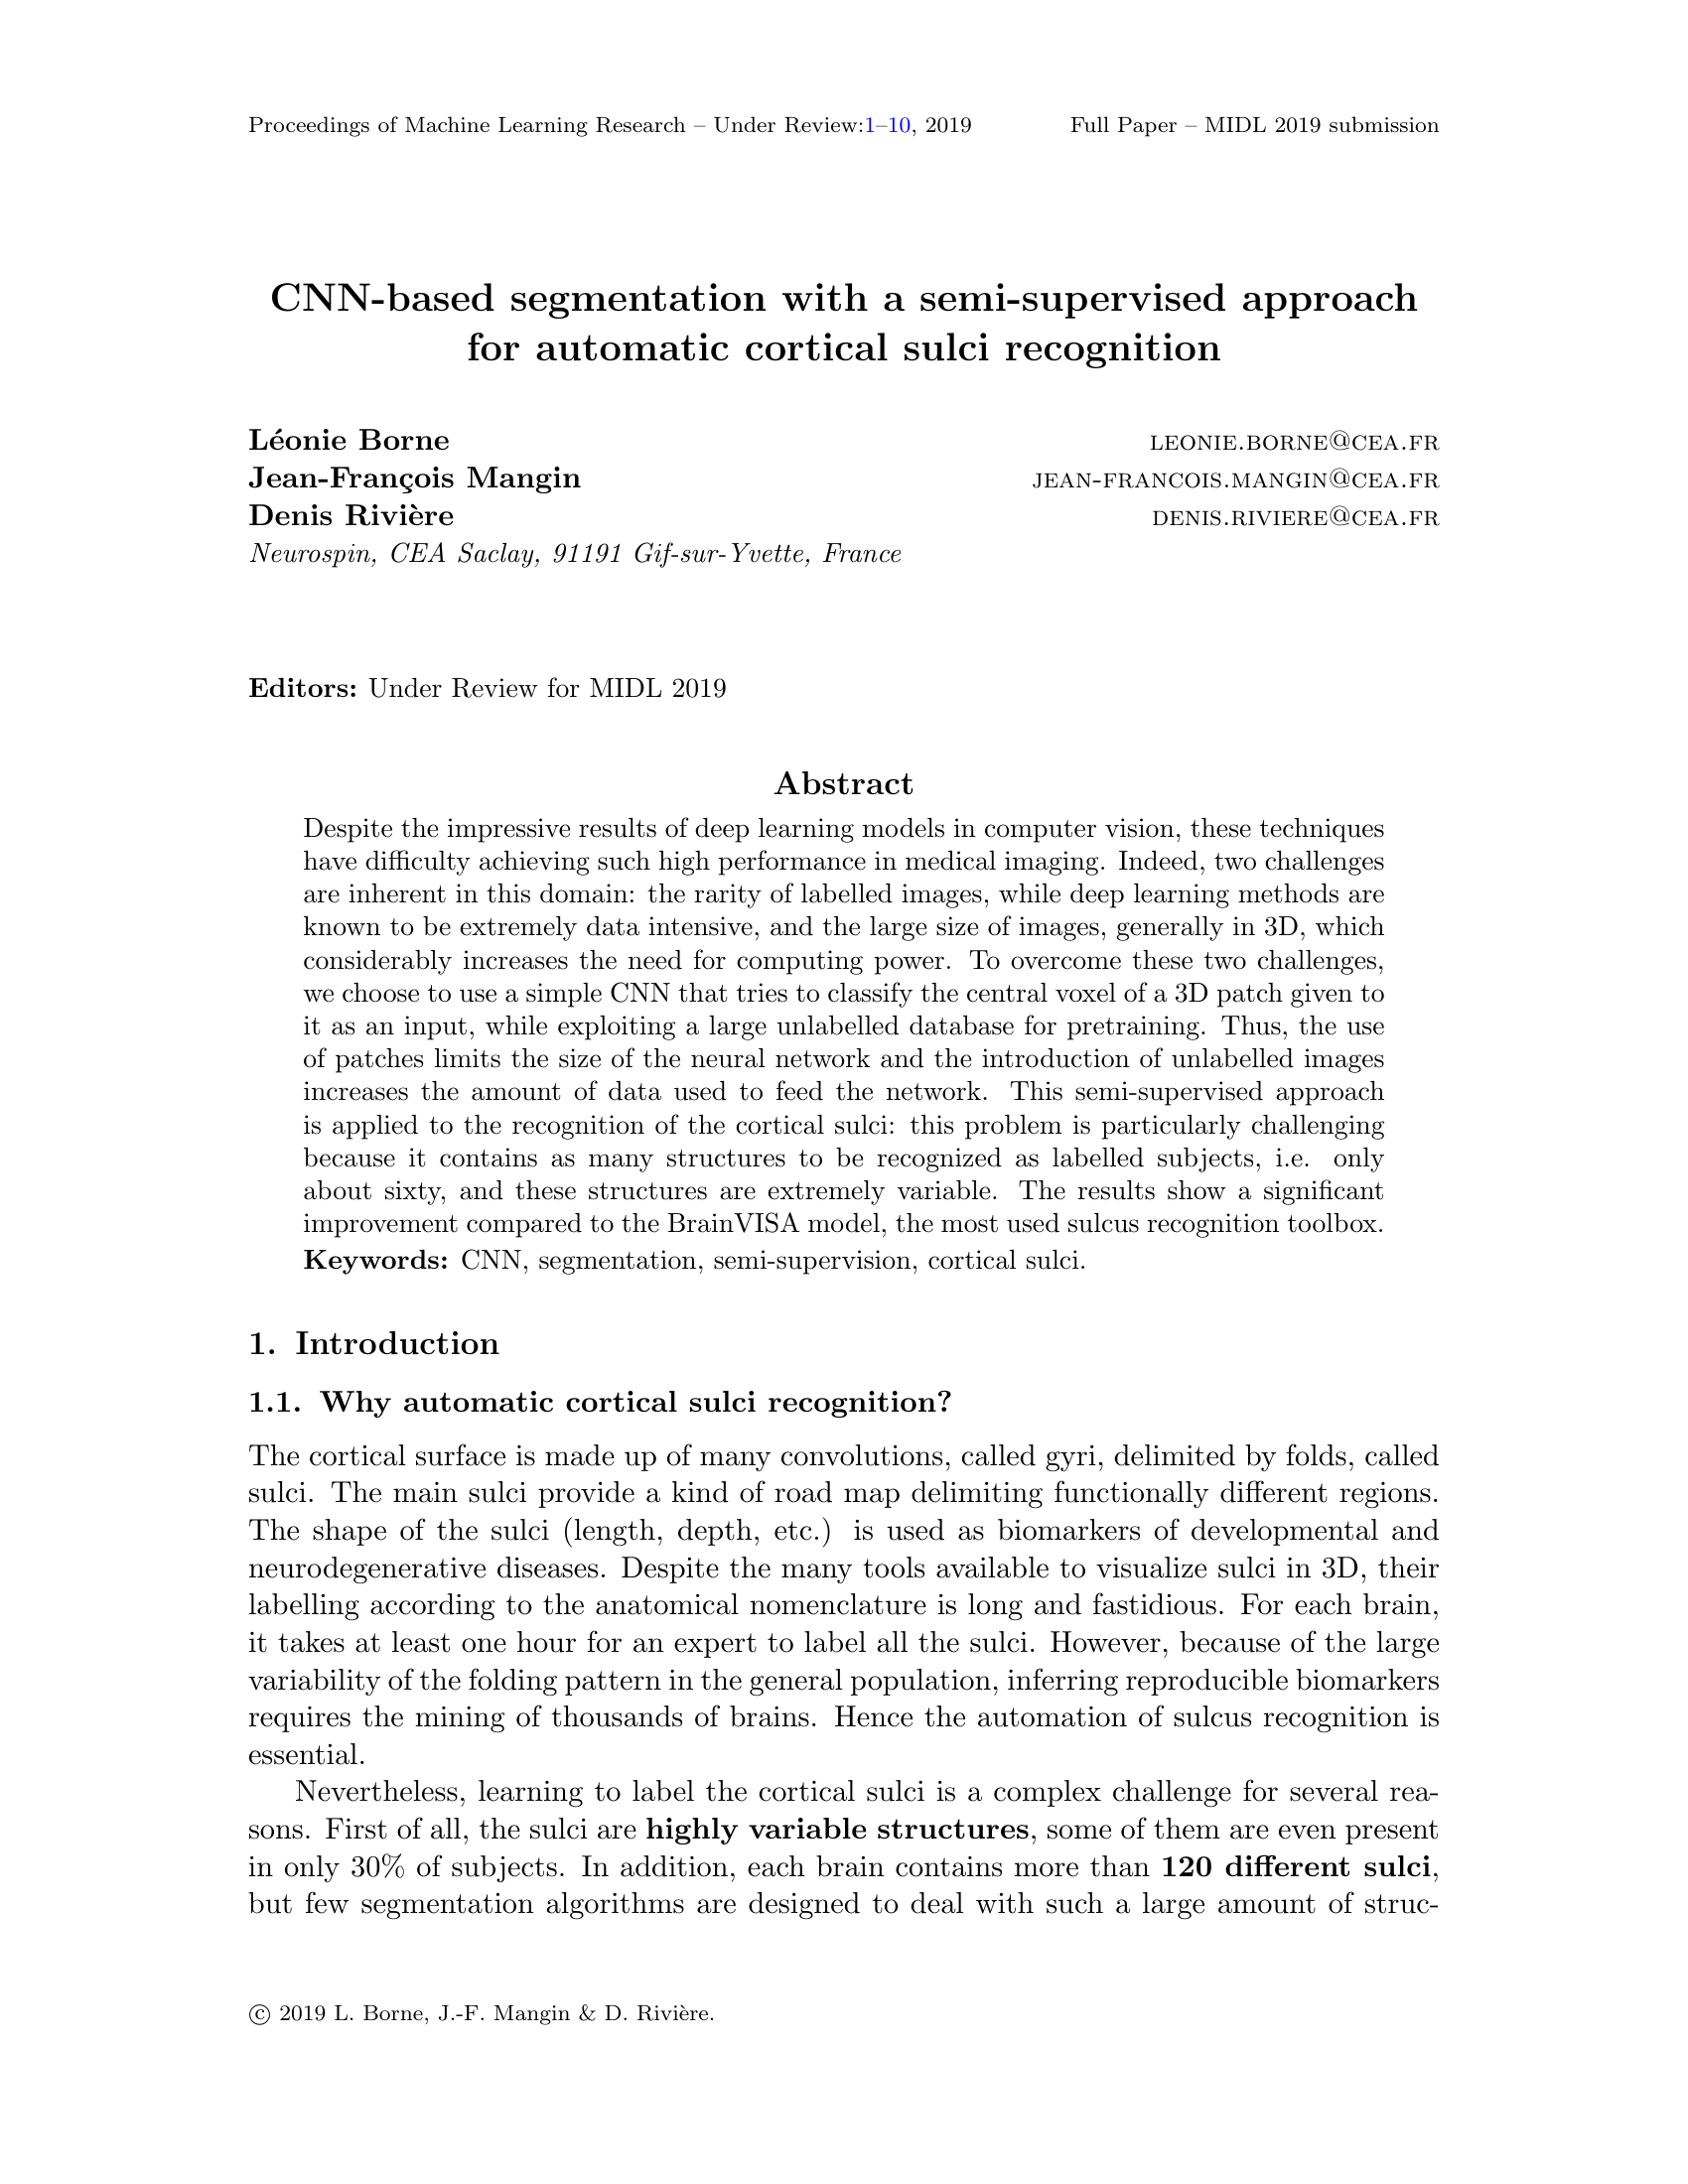 Proceedings of Machine Learning Research – Under Review:1–10, 2019 Full Paper – MIDL 2019 submission
CNN-based segmentation with a semi-supervised approach
for automatic cortical sulci recognition
Léonie Borne leonie.borne@cea.fr
Jean-François Mangin jean-francois.mangin@cea.fr
Denis Rivière denis.riviere@cea.fr
Neurospin, CEA Saclay, 91191 Gif-sur-Yvette, France
Editors: Under Review for MIDL 2019
Abstract
Despite the impressive results of deep learning models in computer vision, these techniques
have difficulty achieving such high performance in medical imaging. Indeed, two challenges
are inherent in this domain: the rarity of labelled images, while deep learning methods are
known to be extremely data intensive, and the large size of images, generally in 3D, which
considerably increases the need for computing power. To overcome these two challenges,
we choose to use a simple CNN that tries to classify the central voxel of a 3D patch given to
it as an input, while exploiting a large unlabelled database for pretraining. Thus, the use
of patches limits the size of the neural network and the introduction of unlabelled images
increases the amount of data used to feed the network. This semi-supervised approach
is applied to the recognition of the cortical sulci: this problem is particularly challenging
because it contains as many structures to be recognized as labelled subjects, i.e. only
about sixty, and these structures are extremely variable. The results show a significant
improvement compared to the BrainVISA model, the most used sulcus recognition toolbox.
Keywords: CNN, segmentation, semi-supervision, cortical sulci.
1. Introduction
1.1. Why automatic cortical sulci recognition?
The cortical surface is made up of many convolutions, called gyri, delimited by folds, called
sulci. The main sulci provide a kind of road map delimiting functionally different regions.
The shape of the sulci (length, depth, etc.) is used as biomarkers of developmental and
neurodegenerative diseases. Despite the many tools available to visualize sulci in 3D, their
labelling according to the anatomical nomenclature is long and fastidious. For each brain,
it takes at least one hour for an expert to label all the sulci. However, because of the large
variability of the folding pattern in the general population, inferring reproducible biomarkers
requires the mining of thousands of brains. Hence the automation of sulcus recognition is
essential.
Nevertheless, learning to label the cortical sulci is a complex challenge for several rea-
sons. First of all, the sulci are highly variable structures, some of them are even present
in only 30% of subjects. In addition, each brain contains more than 120 different sulci,
but few segmentation algorithms are designed to deal with such a large amount of struc-
© 2019 L. Borne, J.-F. Mangin & D. Rivière.